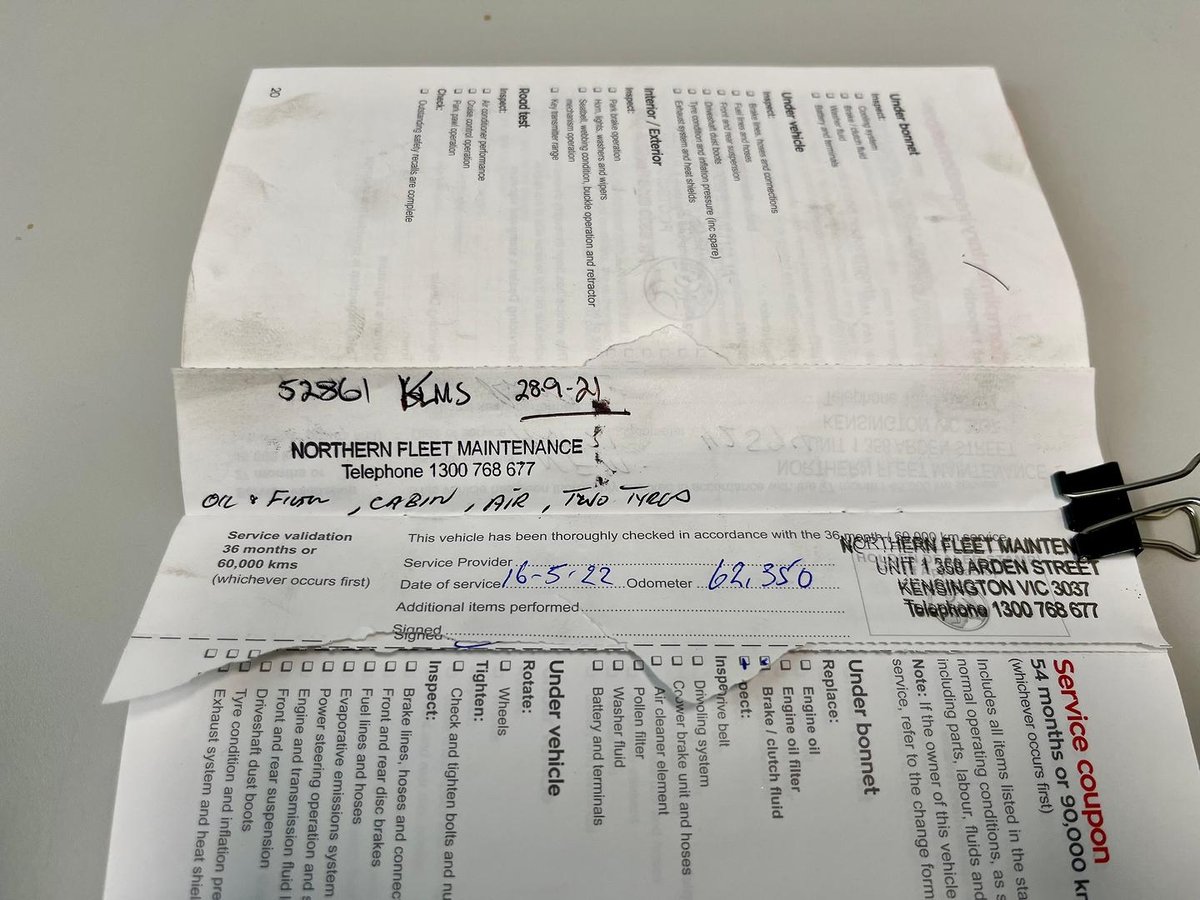 20
Under bonnet
Inspect:
Cooling system
Brake / clutch fluid
Washer fluid
Battery and terminals
Under vehicle
Inspect:
Brake lines, hoses and connections
Fuel lines and hoses
Front and rear suspension
Driveshaft dust boots
Tyre condition and inflation pressure (inc spare)
Exhaust system and heat shields
Interior / Exterior
Inspect:
Park brake operation
Horn, lights, washers and wipers
Seatbelt, webbing condition, buckle operation and retractor
mechanism operation
Key transmitter range
Road test
Inspect:
Air conditioner performance
Cruise control operation
Park pawl operation
Check:
Outstanding safety recalls are complete
52861 KLMS 28-9-21
NORTHERN FLEET MAINTENANCE
Telephone 1300 768 677
OIL & FILTER, CABIN, AIR, TWO TYRES
Service validation
36 months or
60,000 kms
(whichever occurs first)
This vehicle has been thoroughly checked in accordance with the 36 month / 60,000 km service
Service Provider
Date of service 16-5-22 Odometer 62,350
Additional items performed
Signed
Signed
NORTHERN FLEET MAINTEN
UNIT 1 358 ARDEN STREET
KENSINGTON VIC 3037
Telephone 1300 768 677
Service coupon
54 months or 90,000 k
(whichever occurs first)
Includes all items listed in the sta
normal operating conditions, as s
including parts, labour, fluids and
Note: If the owner of this vehicle
service, refer to the change form
Under bonnet
Replace:
Engine oil
Engine oil filter
Brake / clutch fluid
pect:
Inspe rive belt
Driv oling system
Co wer brake unit and hoses
Air cleaner element
Pollen filter
Washer fluid
Battery and terminals
Under vehicle
Rotate:
Wheels
Tighten:
Check and tighten bolts and nu
Inspect:
Brake lines, hoses and connec
Front and rear disc brakes
Fuel lines and hoses
Evaporative emissions system
Power steering operation and s
Engine and transmission fluid l
Front and rear suspension
Driveshaft dust boots
Tyre condition and inflation pre
Exhaust system and heat shiel